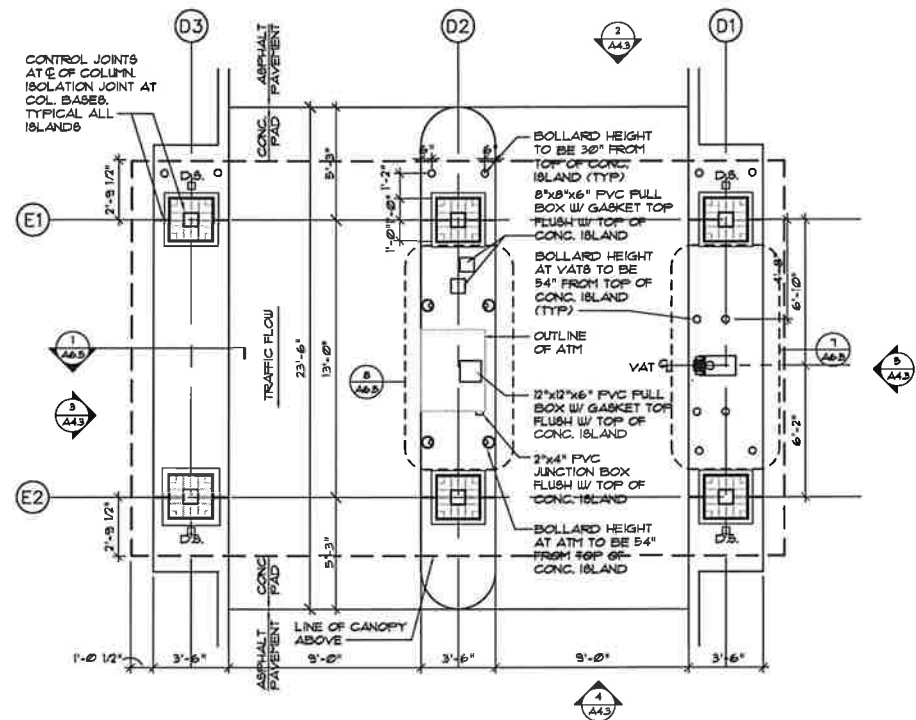 D3
D2
D1
2
A4.3
CONTROL JOINTS
AT ℄ OF COLUMN.
ISOLATION JOINT AT
COL. BASES.
TYPICAL ALL
ISLANDS
ASPHALT
PAVEMENT
CONC.
PAD
5'-3"
6"
6"
1'-2"
1'-0"
1'-0"
2'-9 1/2"
D.S.
D.S.
BOLLARD HEIGHT
TO BE 30" FROM
TOP OF CONC.
ISLAND (TYP)
8"x8"x6" PVC PULL
BOX W/ GASKET TOP
FLUSH W/ TOP OF
CONC. ISLAND
E1
BOLLARD HEIGHT
AT VATS TO BE
54" FROM TOP OF
CONC. ISLAND
(TYP)
4'-8"
6'-10"
OUTLINE
OF ATM
1
A6.5
TRAFFIC FLOW
23'-6"
13'-0"
8
A6.5
VAT ℄
7
A6.5
5
A4.3
3
A4.3
12"x12"x6" PVC PULL
BOX W/ GASKET TOP
FLUSH W/ TOP OF
CONC. ISLAND
6'-2"
2"x4" PVC
JUNCTION BOX
FLUSH W/ TOP OF
CONC. ISLAND
E2
2'-9 1/2"
D.S.
D.S.
5'-3"
BOLLARD HEIGHT
AT ATM TO BE 54"
FROM TOP OF
CONC. ISLAND
CONC
PAD
ASPHALT
PAVEMENT
LINE OF CANOPY
ABOVE
1'-0 1/2"
3'-6"
9'-0"
3'-6"
9'-0"
3'-6"
4
A4.3